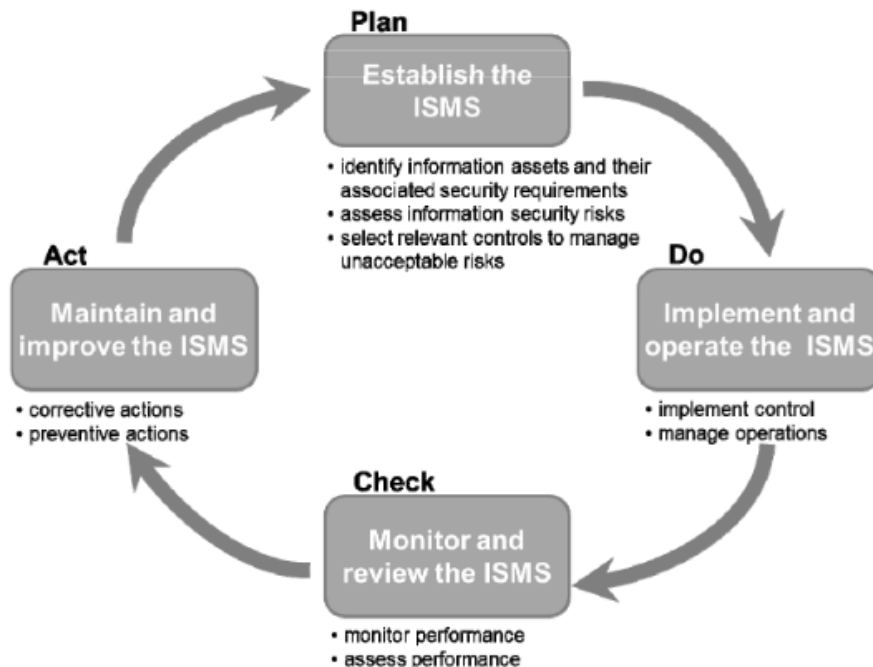 Plan
Establish the
ISMS
• identify information assets and their
associated security requirements
• assess information security risks
• select relevant controls to manage
unacceptable risks
Do
Implement and
operate the ISMS
• implement control
• manage operations
Check
Monitor and
review the ISMS
• monitor performance
• assess performance
Act
Maintain and
improve the ISMS
• corrective actions
• preventive actions